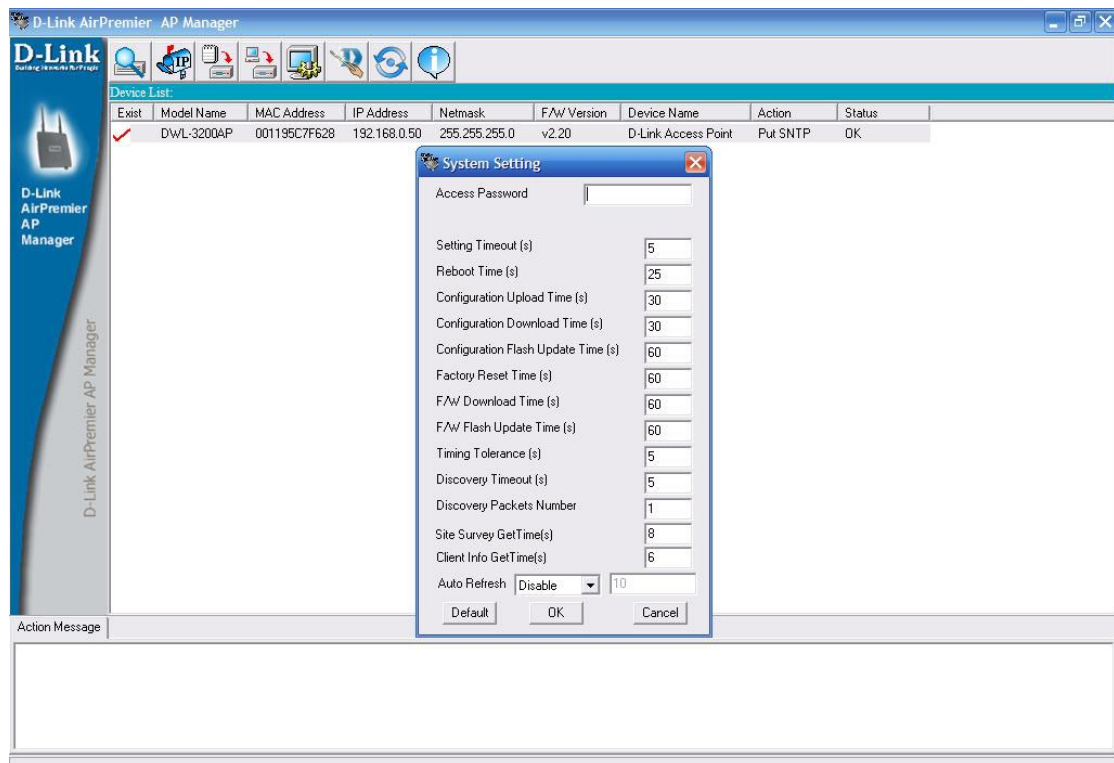 D-Link AirPremier AP Manager
D-Link
Building Networks for People
IP
Device List:
Exist Model Name MAC Address IP Address Netmask F/W Version Device Name Action Status
DWL-3200AP 001195C7F628 192.168.0.50 255.255.255.0 v2.20 D-Link Access Point Put SNTP OK
D-Link
AirPremier
AP
Manager
D-Link AirPremier AP Manager
System Setting
Access Password
Setting Timeout (s) 5
Reboot Time (s) 25
Configuration Upload Time (s) 30
Configuration Download Time (s) 30
Configuration Flash Update Time (s) 60
Factory Reset Time (s) 60
F/W Download Time (s) 60
F/W Flash Update Time (s) 60
Timing Tolerance (s) 5
Discovery Timeout (s) 5
Discovery Packets Number 1
Site Survey GetTime(s) 8
Client Info GetTime(s) 6
Auto Refresh Disable 10
Default OK Cancel
Action Message